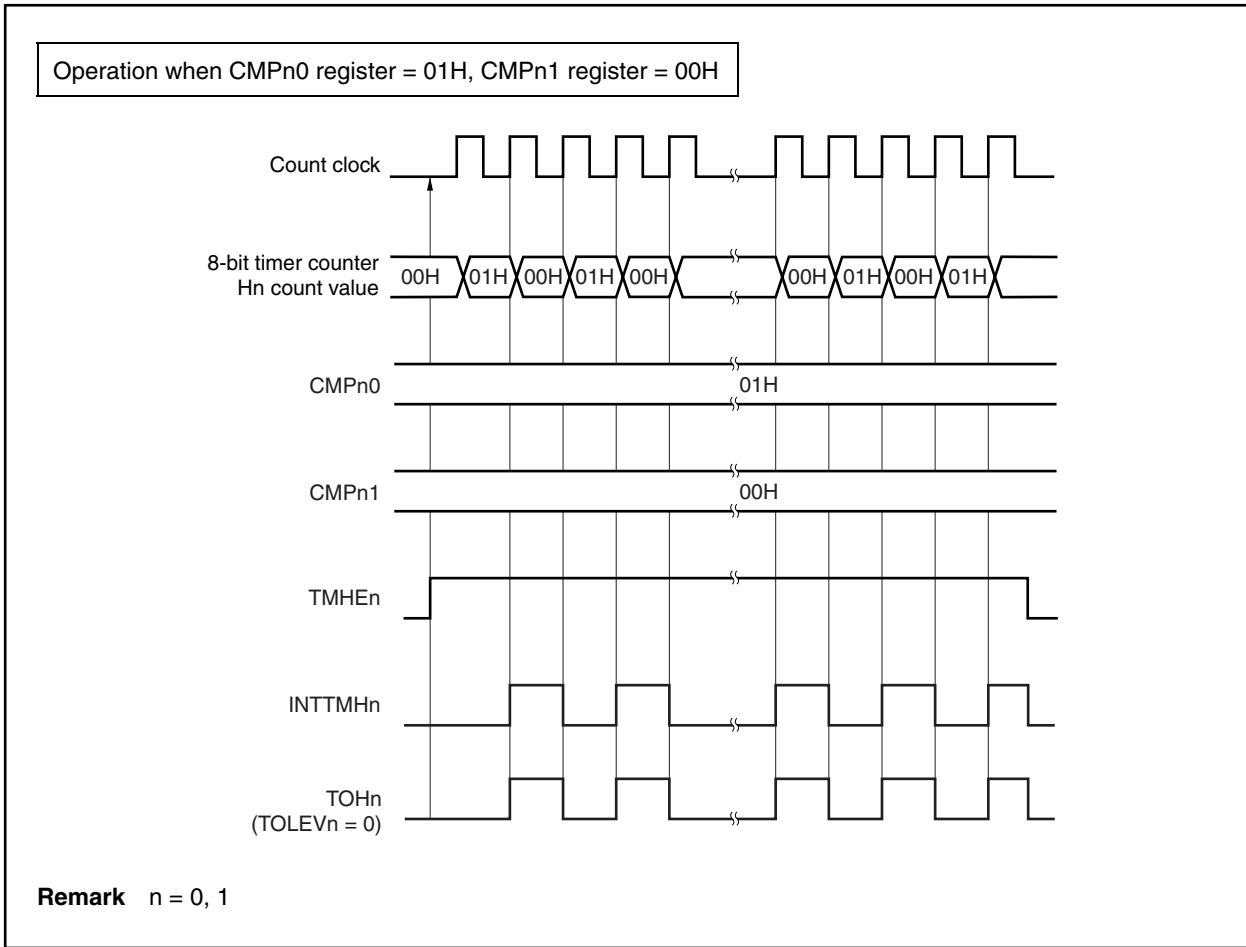 Operation when CMPn0 register = 01H, CMPn1 register = 00H
Count clock
8-bit timer counter
Hn count value
00H 01H 00H 01H 00H 00H 01H 00H 01H
CMPn0
01H
CMPn1
00H
TMHEn
INTTMHn
TOHn
(TOLEVn = 0)
Remark n = 0, 1